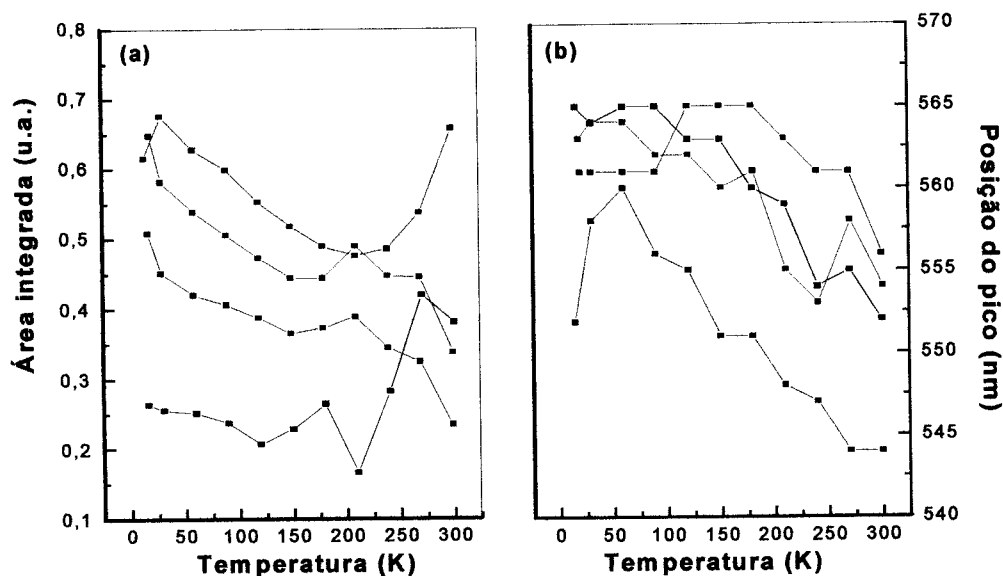 (a)
Área integrada (u.a.)
0,8
0,7
0,6
0,5
0,4
0,3
0,2
0,1
0 50 100 150 200 250 300
Temperatura (K)
(b)
0 50 100 150 200 250 300
Temperatura (K)
570
565
560
555
550
545
540
Posição do pico (nm)